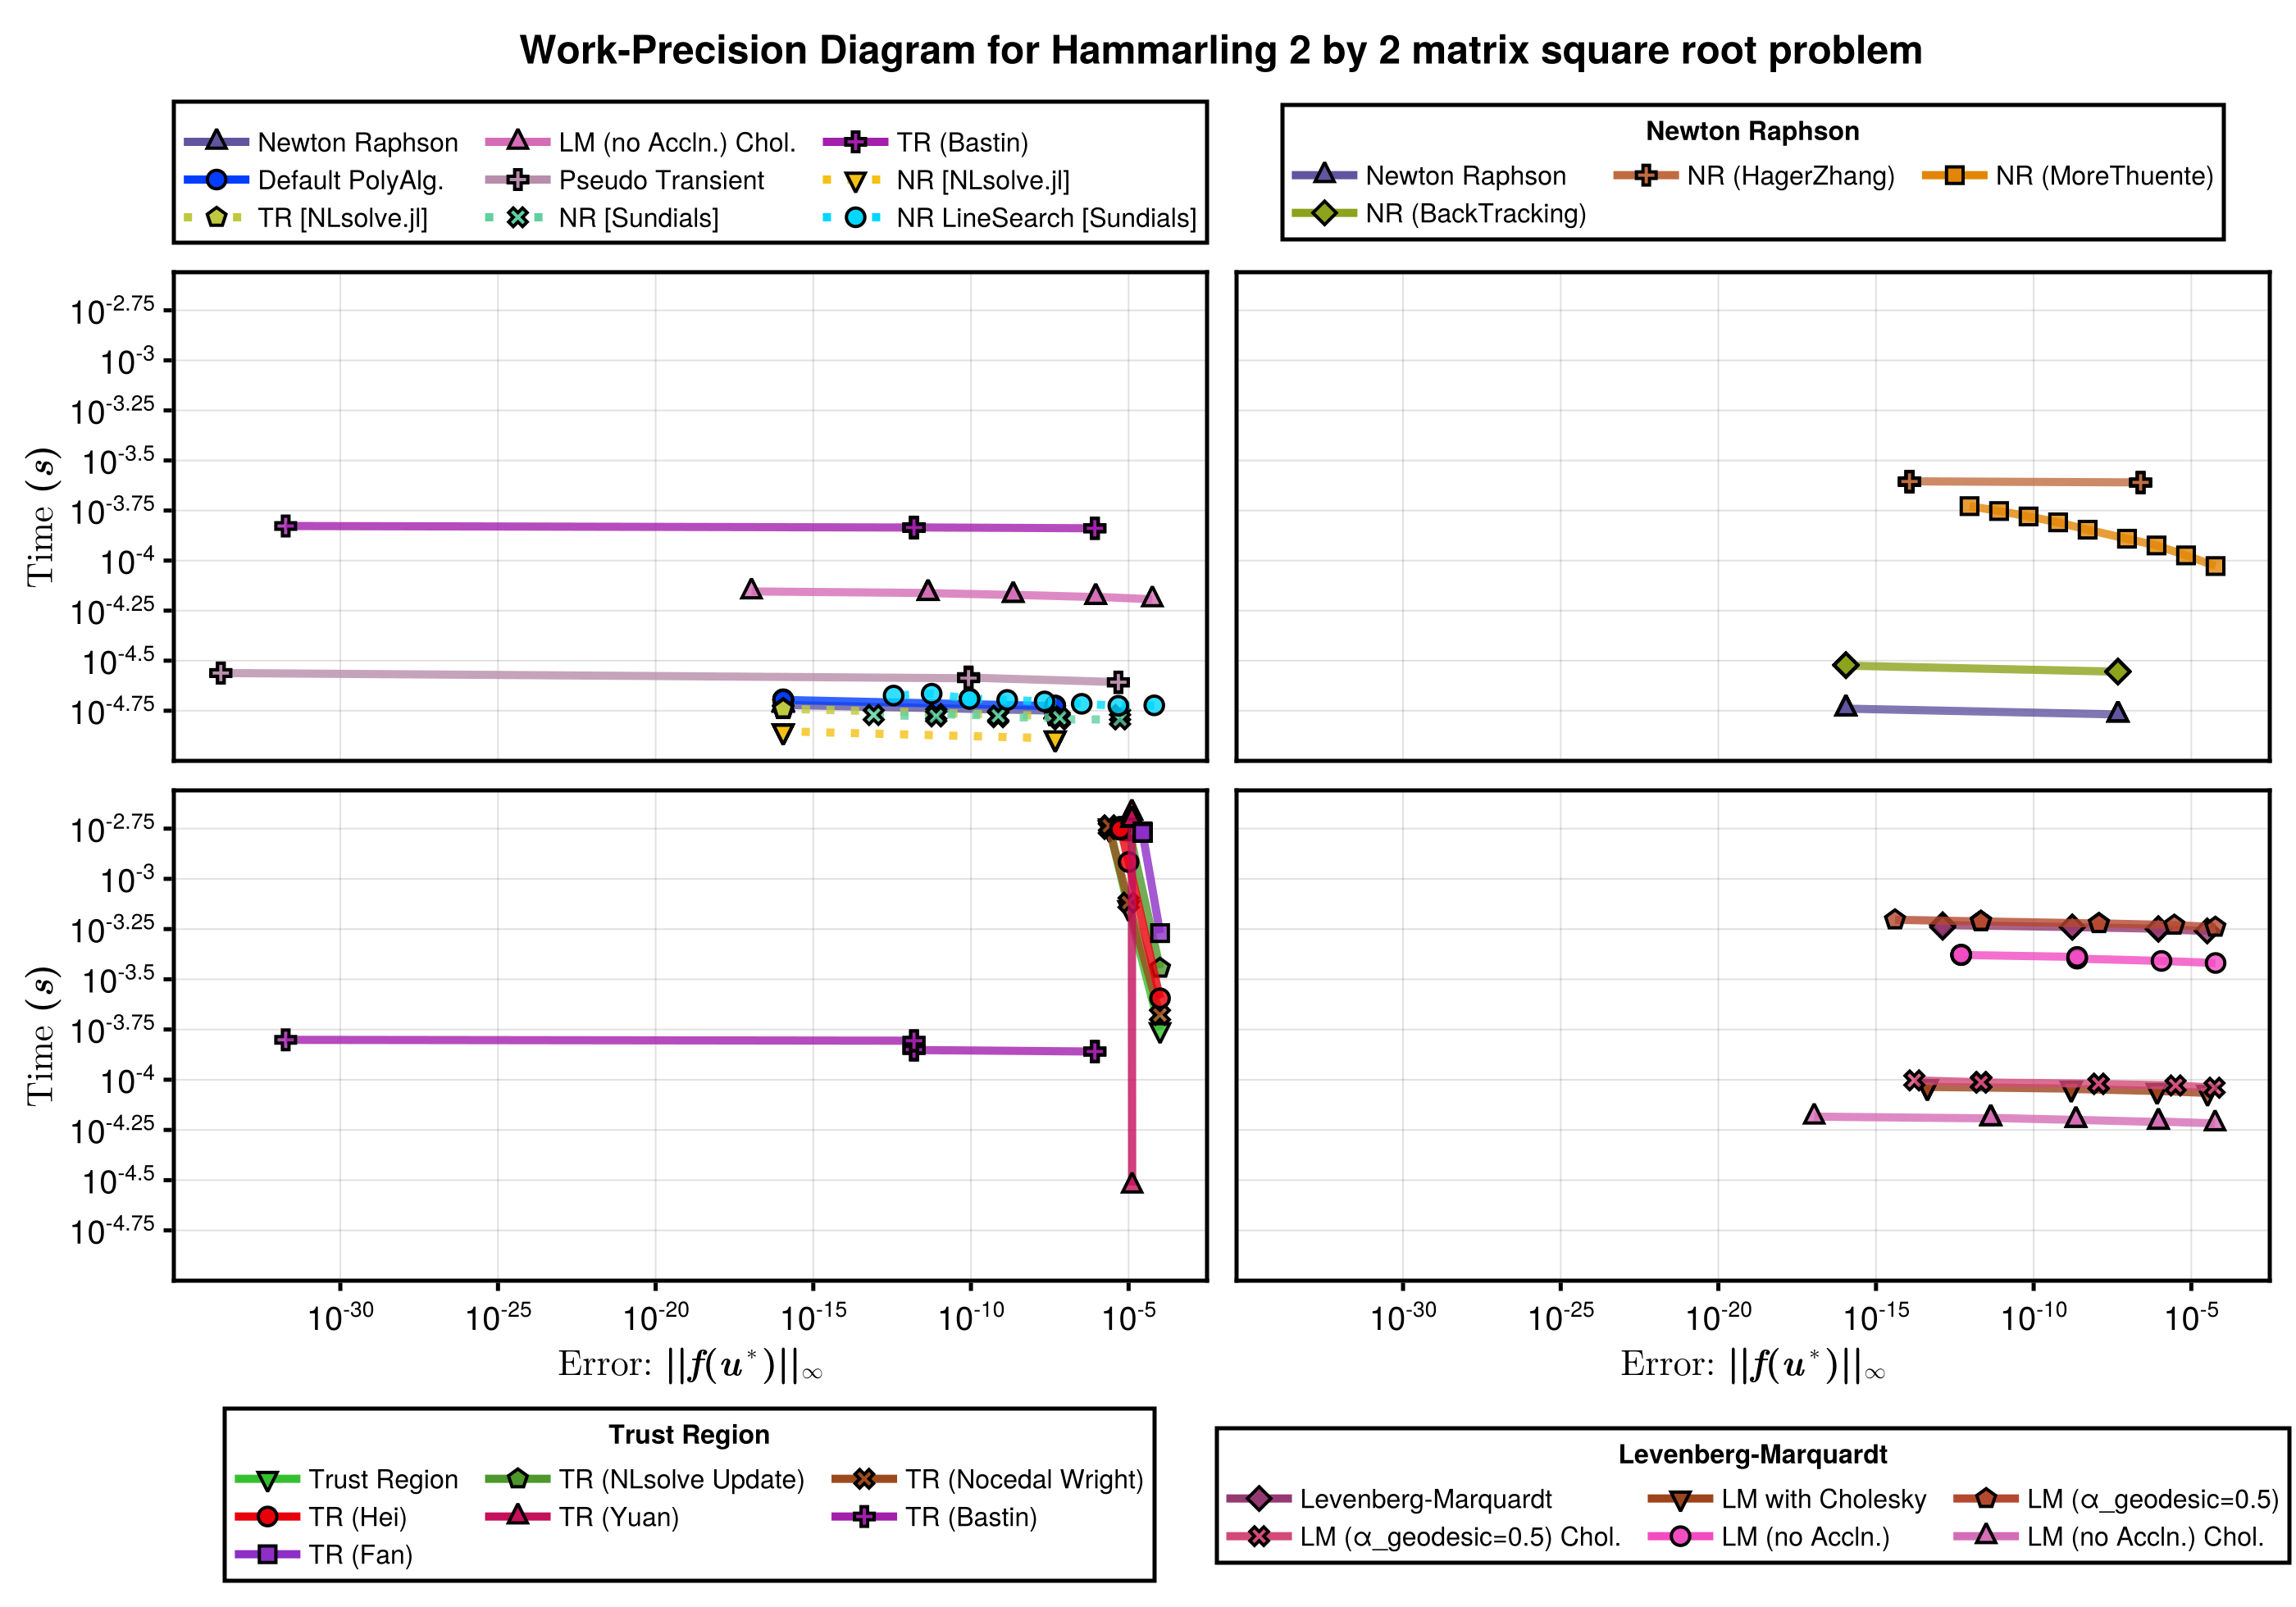 Work-Precision Diagram for Hammarling 2 by 2 matrix square root problem
Newton Raphson LM (no Accln.) Chol. TR (Bastin)
Default PolyAlg. Pseudo Transient NR [NLsolve.jl]
TR [NLsolve.jl] NR [Sundials] NR LineSearch [Sundials]
Newton Raphson
Newton Raphson NR (HagerZhang) NR (MoreThuente)
NR (BackTracking)
Time (s)
10^-2.75
10^-3
10^-3.25
10^-3.5
10^-3.75
10^-4
10^-4.25
10^-4.5
10^-4.75
Time (s)
10^-2.75
10^-3
10^-3.25
10^-3.5
10^-3.75
10^-4
10^-4.25
10^-4.5
10^-4.75
10^-30 10^-25 10^-20 10^-15 10^-10 10^-5
Error: ||f(u^*)||_∞
10^-30 10^-25 10^-20 10^-15 10^-10 10^-5
Error: ||f(u^*)||_∞
Trust Region
Trust Region TR (NLsolve Update) TR (Nocedal Wright)
TR (Hei) TR (Yuan) TR (Bastin)
TR (Fan)
Levenberg-Marquardt
Levenberg-Marquardt LM with Cholesky LM (α_geodesic=0.5)
LM (α_geodesic=0.5) Chol. LM (no Accln.) LM (no Accln.) Chol.